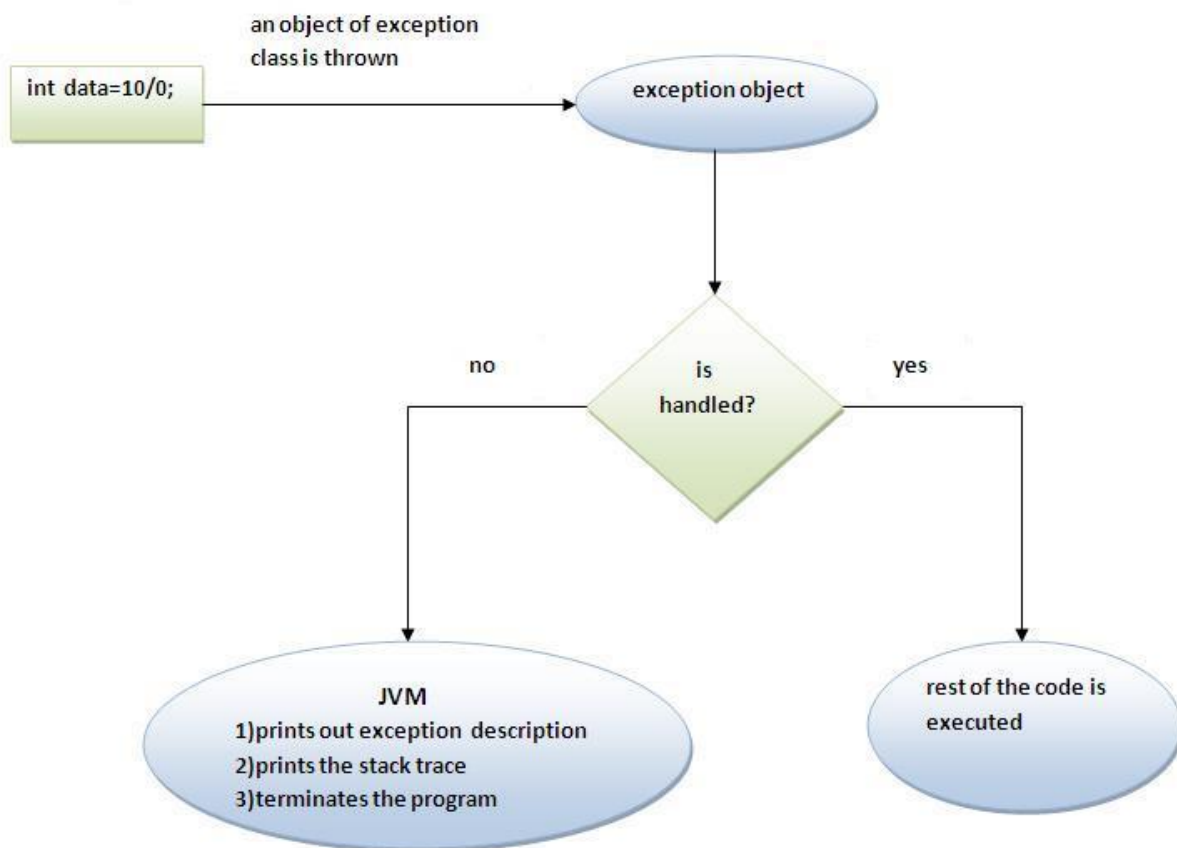 an object of exception
class is thrown
int data=10/0;
exception object
no
is
handled?
yes
JVM
1)prints out exception description
2)prints the stack trace
3)terminates the program
rest of the code is
executed